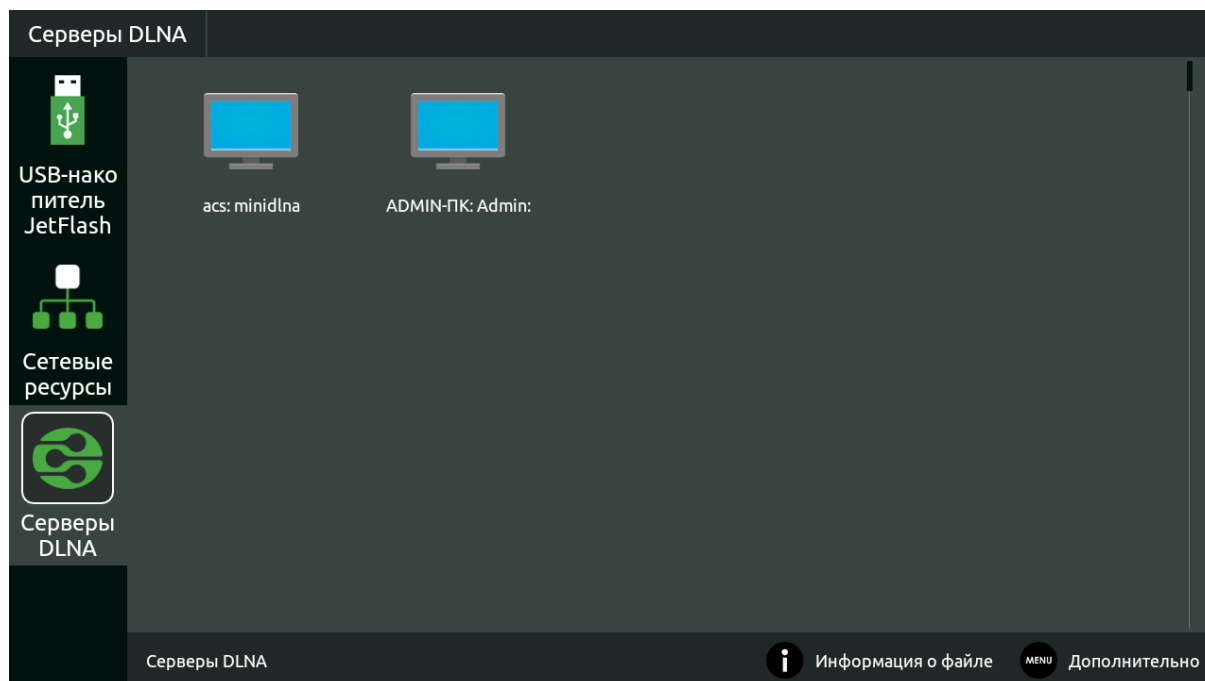 Серверы DLNA
USB-нако
питель
JetFlash
Сетевые
ресурсы
Серверы
DLNA
acs: minidlna
ADMIN-ПК: Admin:
Серверы DLNA
i Информация о файле
MENU Дополнительно